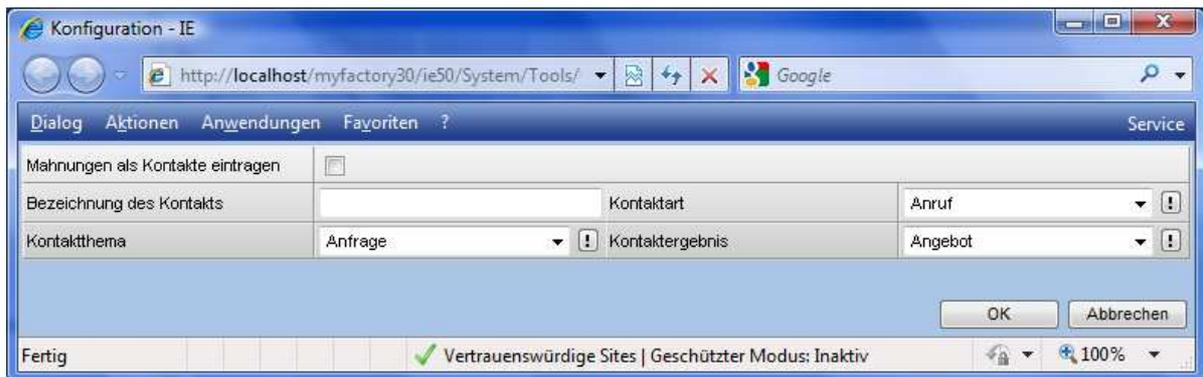 Konfiguration - IE
http://localhost/myfactory30/ie50/System/Tools/ Google
Dialog Aktionen Anwendungen Favoriten ? Service
Mahnungen als Kontakte eintragen
Bezeichnung des Kontakts Kontaktart Anruf !
Kontaktthema Anfrage ! Kontaktergebnis Angebot !
OK Abbrechen
Fertig Vertrauenswürdige Sites | Geschützter Modus: Inaktiv 100%